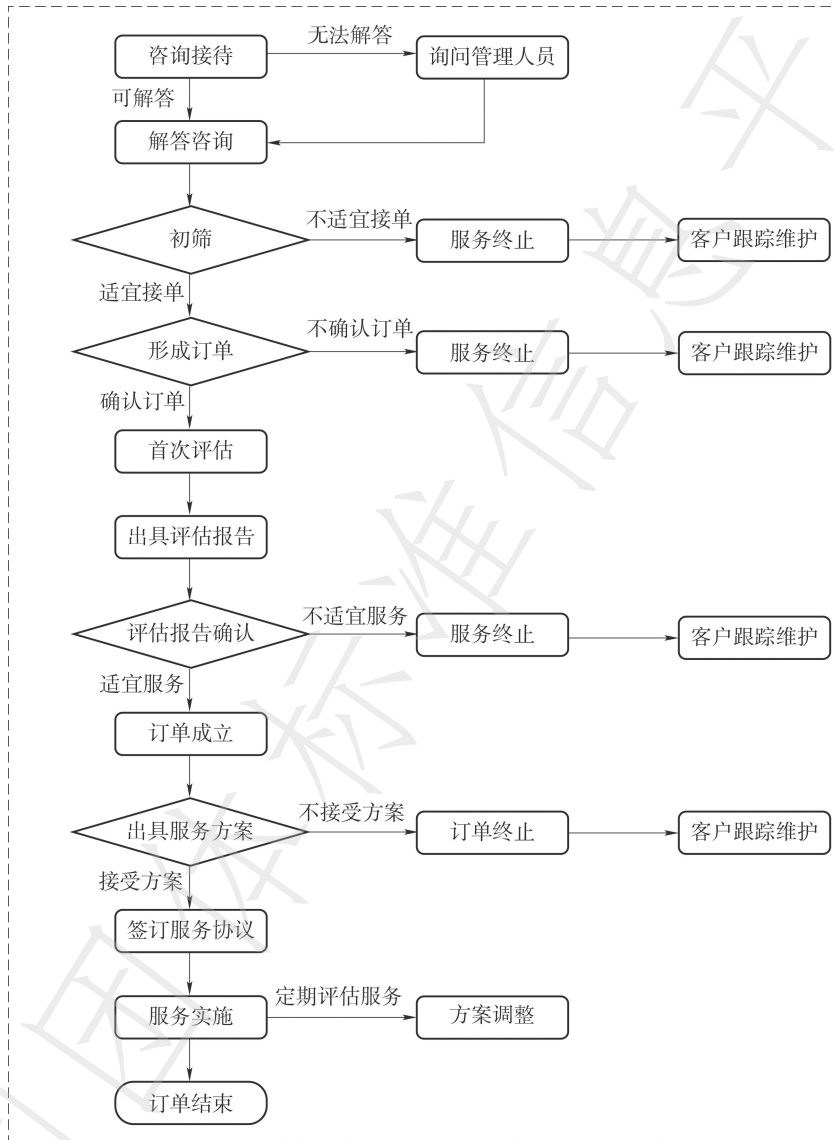 咨询接待
无法解答
询问管理人员
可解答
解答咨询
初筛
不适宜接单
服务终止
客户跟踪维护
适宜接单
形成订单
不确认订单
服务终止
客户跟踪维护
确认订单
首次评估
出具评估报告
评估报告确认
不适宜服务
服务终止
客户跟踪维护
适宜服务
订单成立
出具服务方案
不接受方案
订单终止
客户跟踪维护
接受方案
签订服务协议
服务实施
定期评估服务
方案调整
订单结束
团体标准信息平